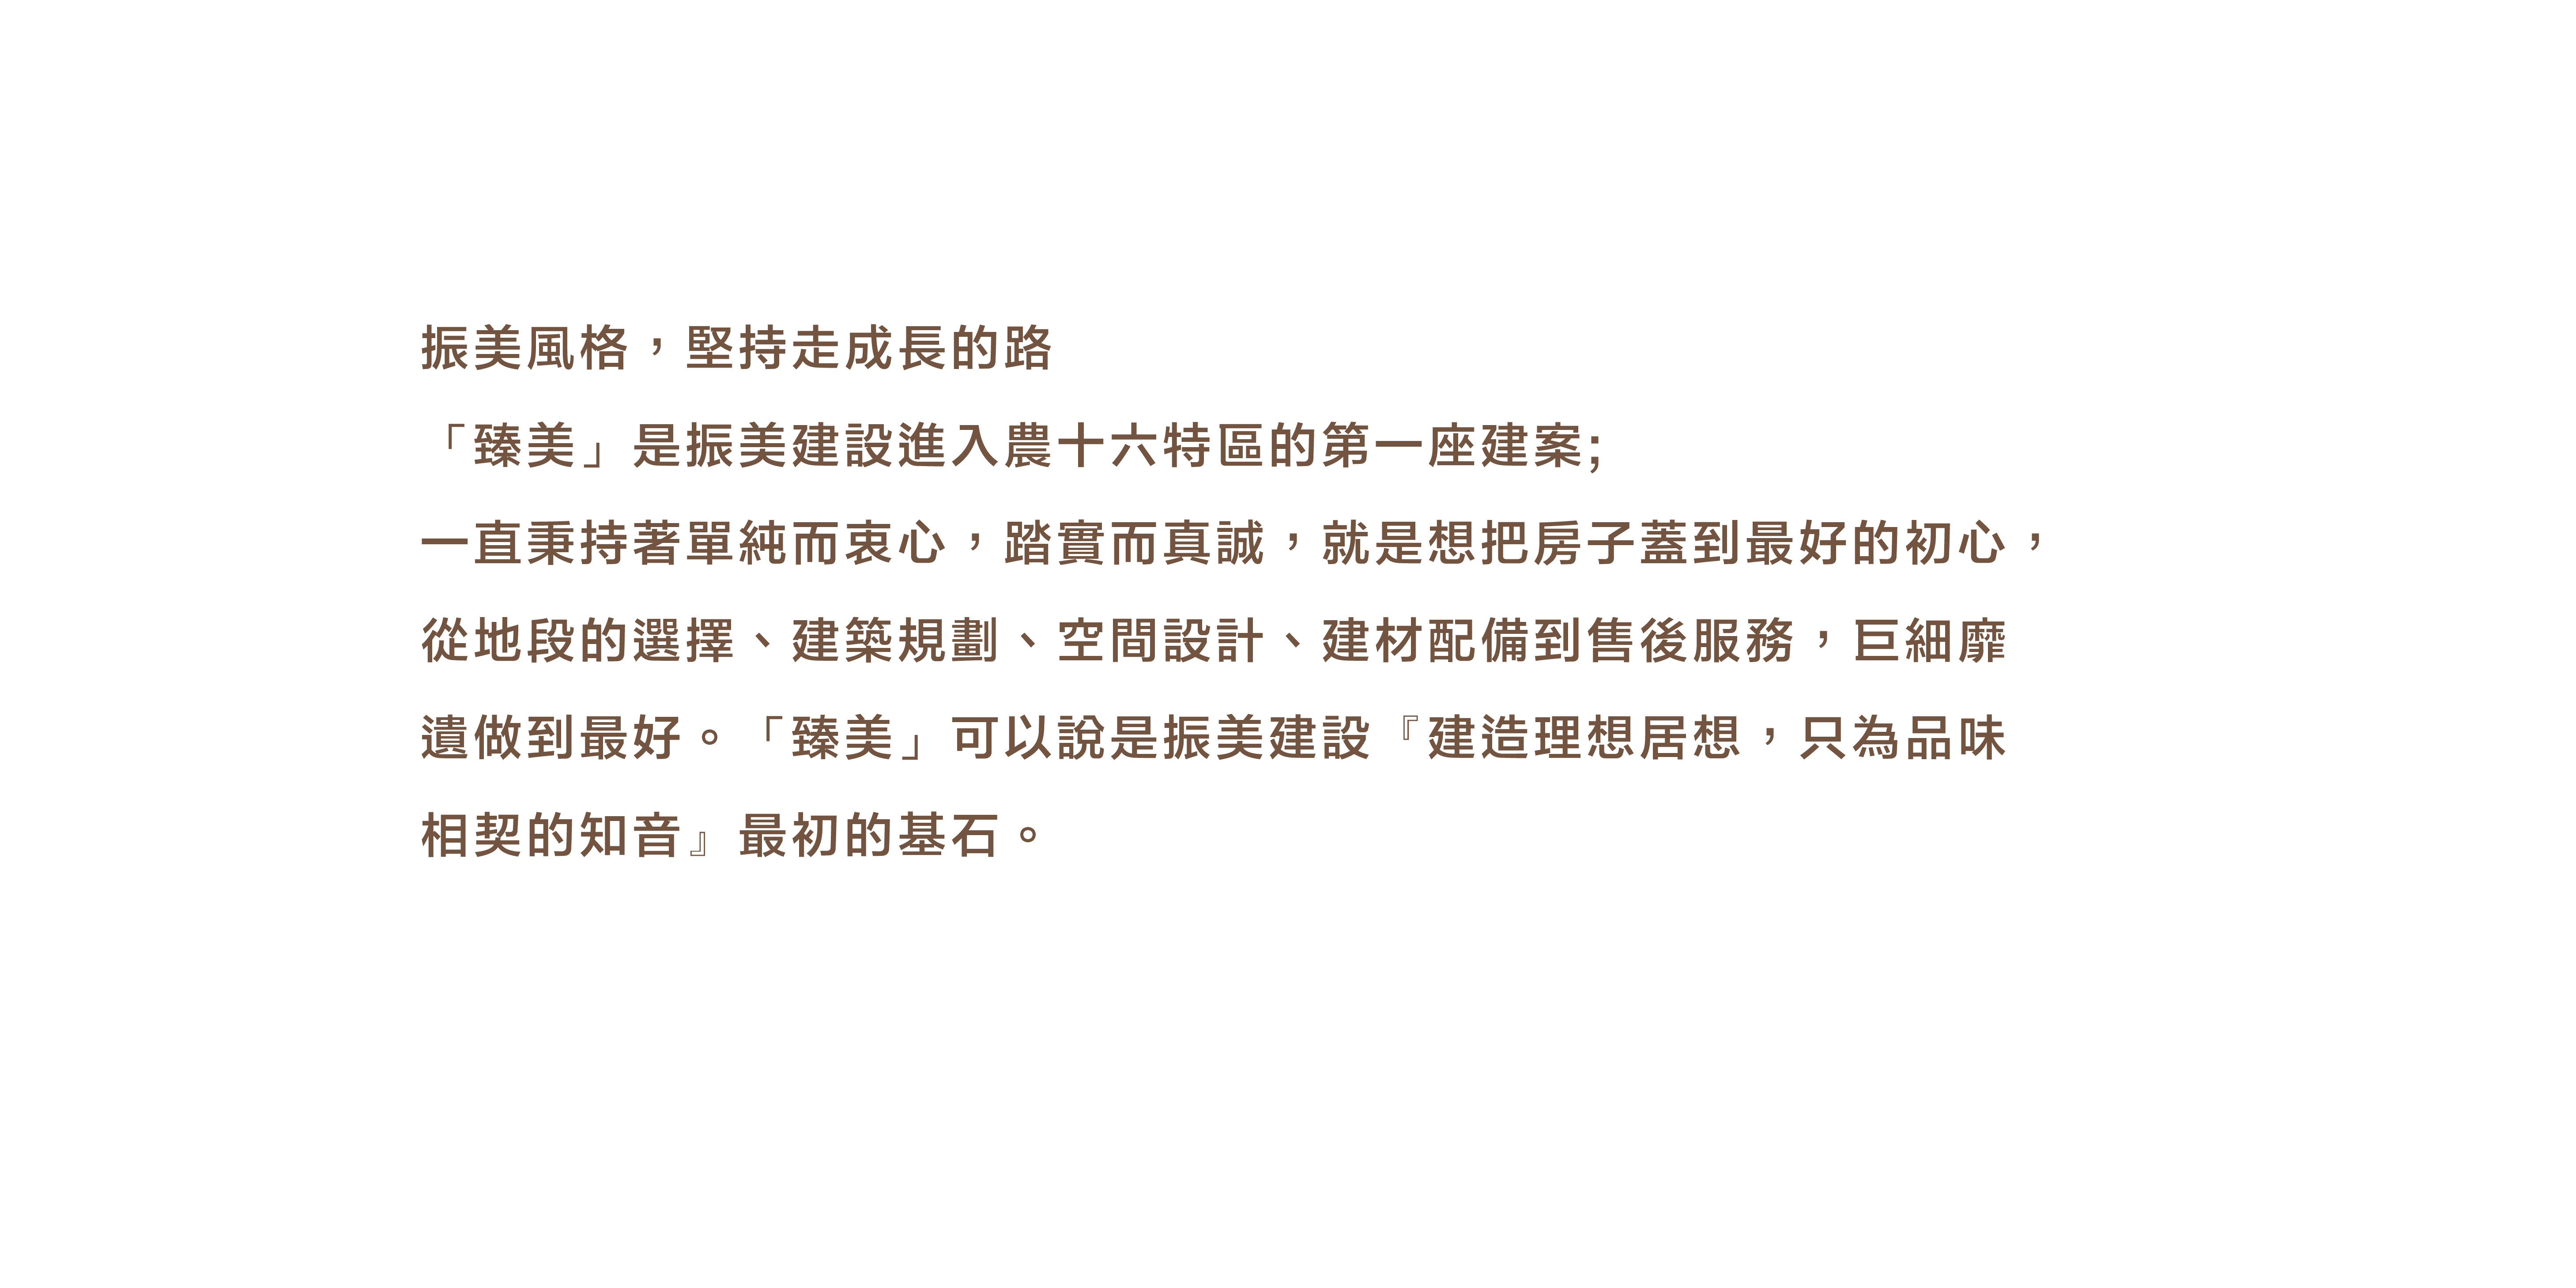 振美風格，堅持走成長的路
「臻美」是振美建設進入農十六特區的第一座建案;
一直秉持著單純而衷心，踏實而真誠，就是想把房子蓋到最好的初心，
從地段的選擇、建築規劃、空間設計、建材配備到售後服務，巨細靡
遺做到最好。「臻美」可以說是振美建設『建造理想居想，只為品味
相契的知音』最初的基石。